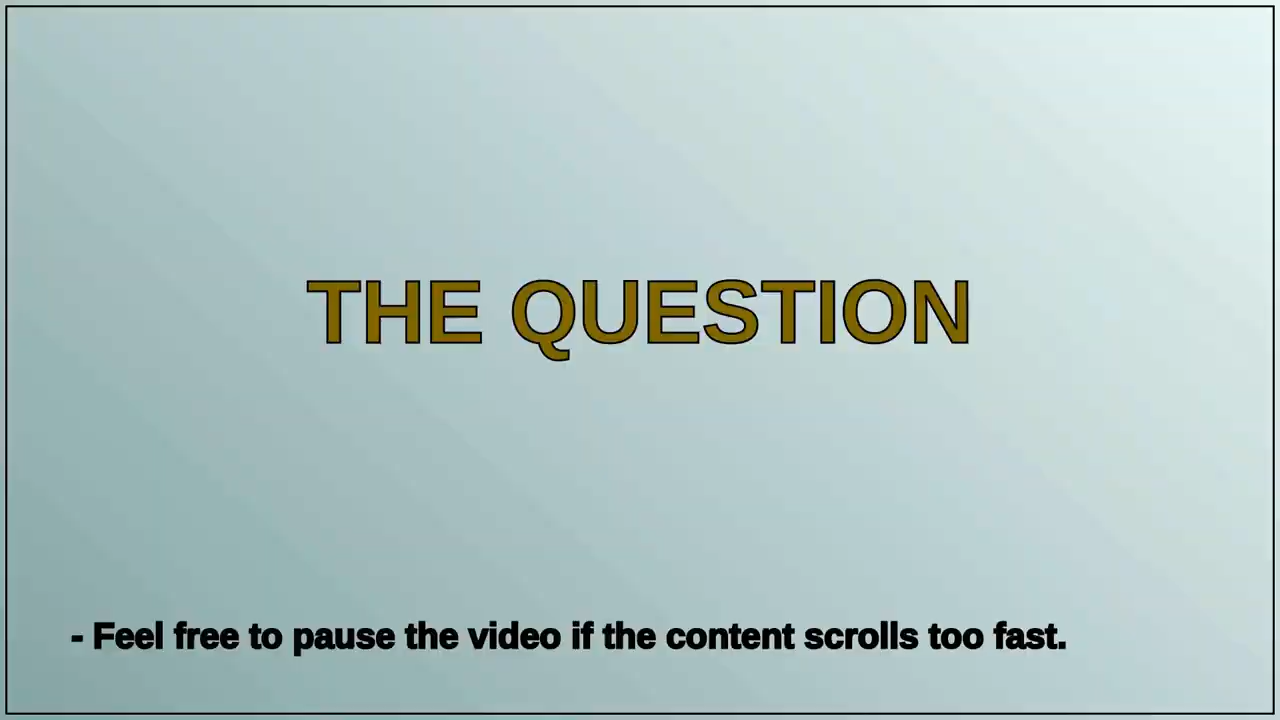 THE QUESTION
- Feel free to pause the video if the content scrolls too fast.